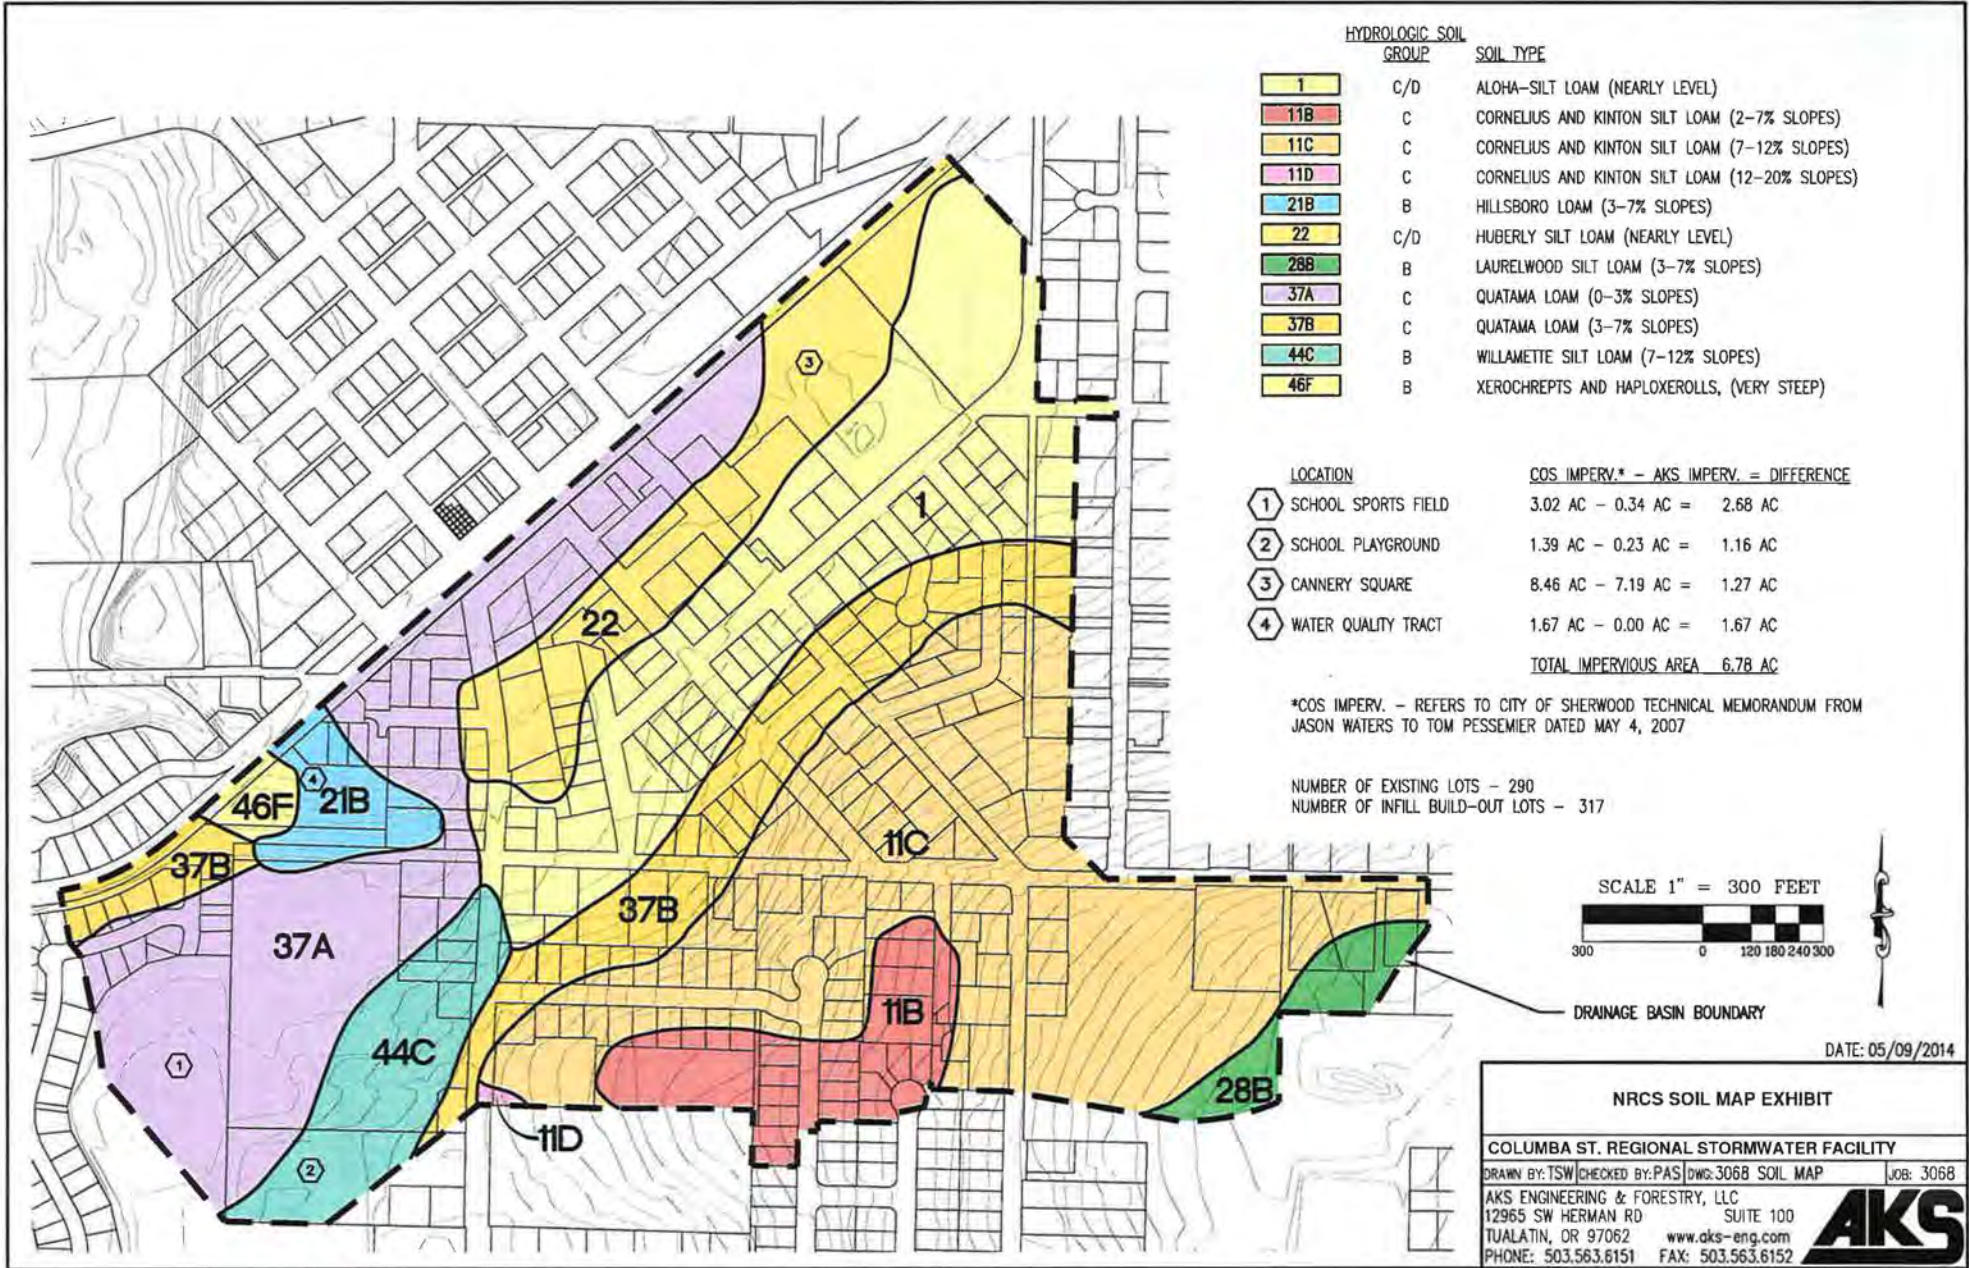 HYDROLOGIC SOIL
GROUP SOIL TYPE
1 C/D ALOHA-SILT LOAM (NEARLY LEVEL)
11B C CORNELIUS AND KINTON SILT LOAM (2-7% SLOPES)
11C C CORNELIUS AND KINTON SILT LOAM (7-12% SLOPES)
11D C CORNELIUS AND KINTON SILT LOAM (12-20% SLOPES)
21B B HILLSBORO LOAM (3-7% SLOPES)
22 C/D HUBERLY SILT LOAM (NEARLY LEVEL)
28B B LAURELWOOD SILT LOAM (3-7% SLOPES)
37A C QUATAMA LOAM (0-3% SLOPES)
37B C QUATAMA LOAM (3-7% SLOPES)
44C B WILLAMETTE SILT LOAM (7-12% SLOPES)
46F B XEROCHREPTS AND HAPLOXEROLLS, (VERY STEEP)
LOCATION COS IMPERV.* - AKS IMPERV. = DIFFERENCE
1 SCHOOL SPORTS FIELD 3.02 AC - 0.34 AC = 2.68 AC
2 SCHOOL PLAYGROUND 1.39 AC - 0.23 AC = 1.16 AC
3 CANNERY SQUARE 8.46 AC - 7.19 AC = 1.27 AC
4 WATER QUALITY TRACT 1.67 AC - 0.00 AC = 1.67 AC
TOTAL IMPERVIOUS AREA 6.78 AC
*COS IMPERV. - REFERS TO CITY OF SHERWOOD TECHNICAL MEMORANDUM FROM
JASON WATERS TO TOM PESSEMIER DATED MAY 4, 2007
NUMBER OF EXISTING LOTS - 290
NUMBER OF INFILL BUILD-OUT LOTS - 317
3
1
22
4
46F
21B
37B
11C
37B
37A
11B
1
44C
28B
11D
2
SCALE 1" = 300 FEET
300 0 120 180 240 300
DRAINAGE BASIN BOUNDARY
DATE: 05/09/2014
NRCS SOIL MAP EXHIBIT
COLUMBA ST. REGIONAL STORMWATER FACILITY
DRAWN BY: TSW CHECKED BY: PAS DWG: 3068 SOIL MAP JOB: 3068
AKS ENGINEERING & FORESTRY, LLC
12965 SW HERMAN RD SUITE 100
TUALATIN, OR 97062 www.aks-eng.com
PHONE: 503.563.6151 FAX: 503.563.6152
AKS